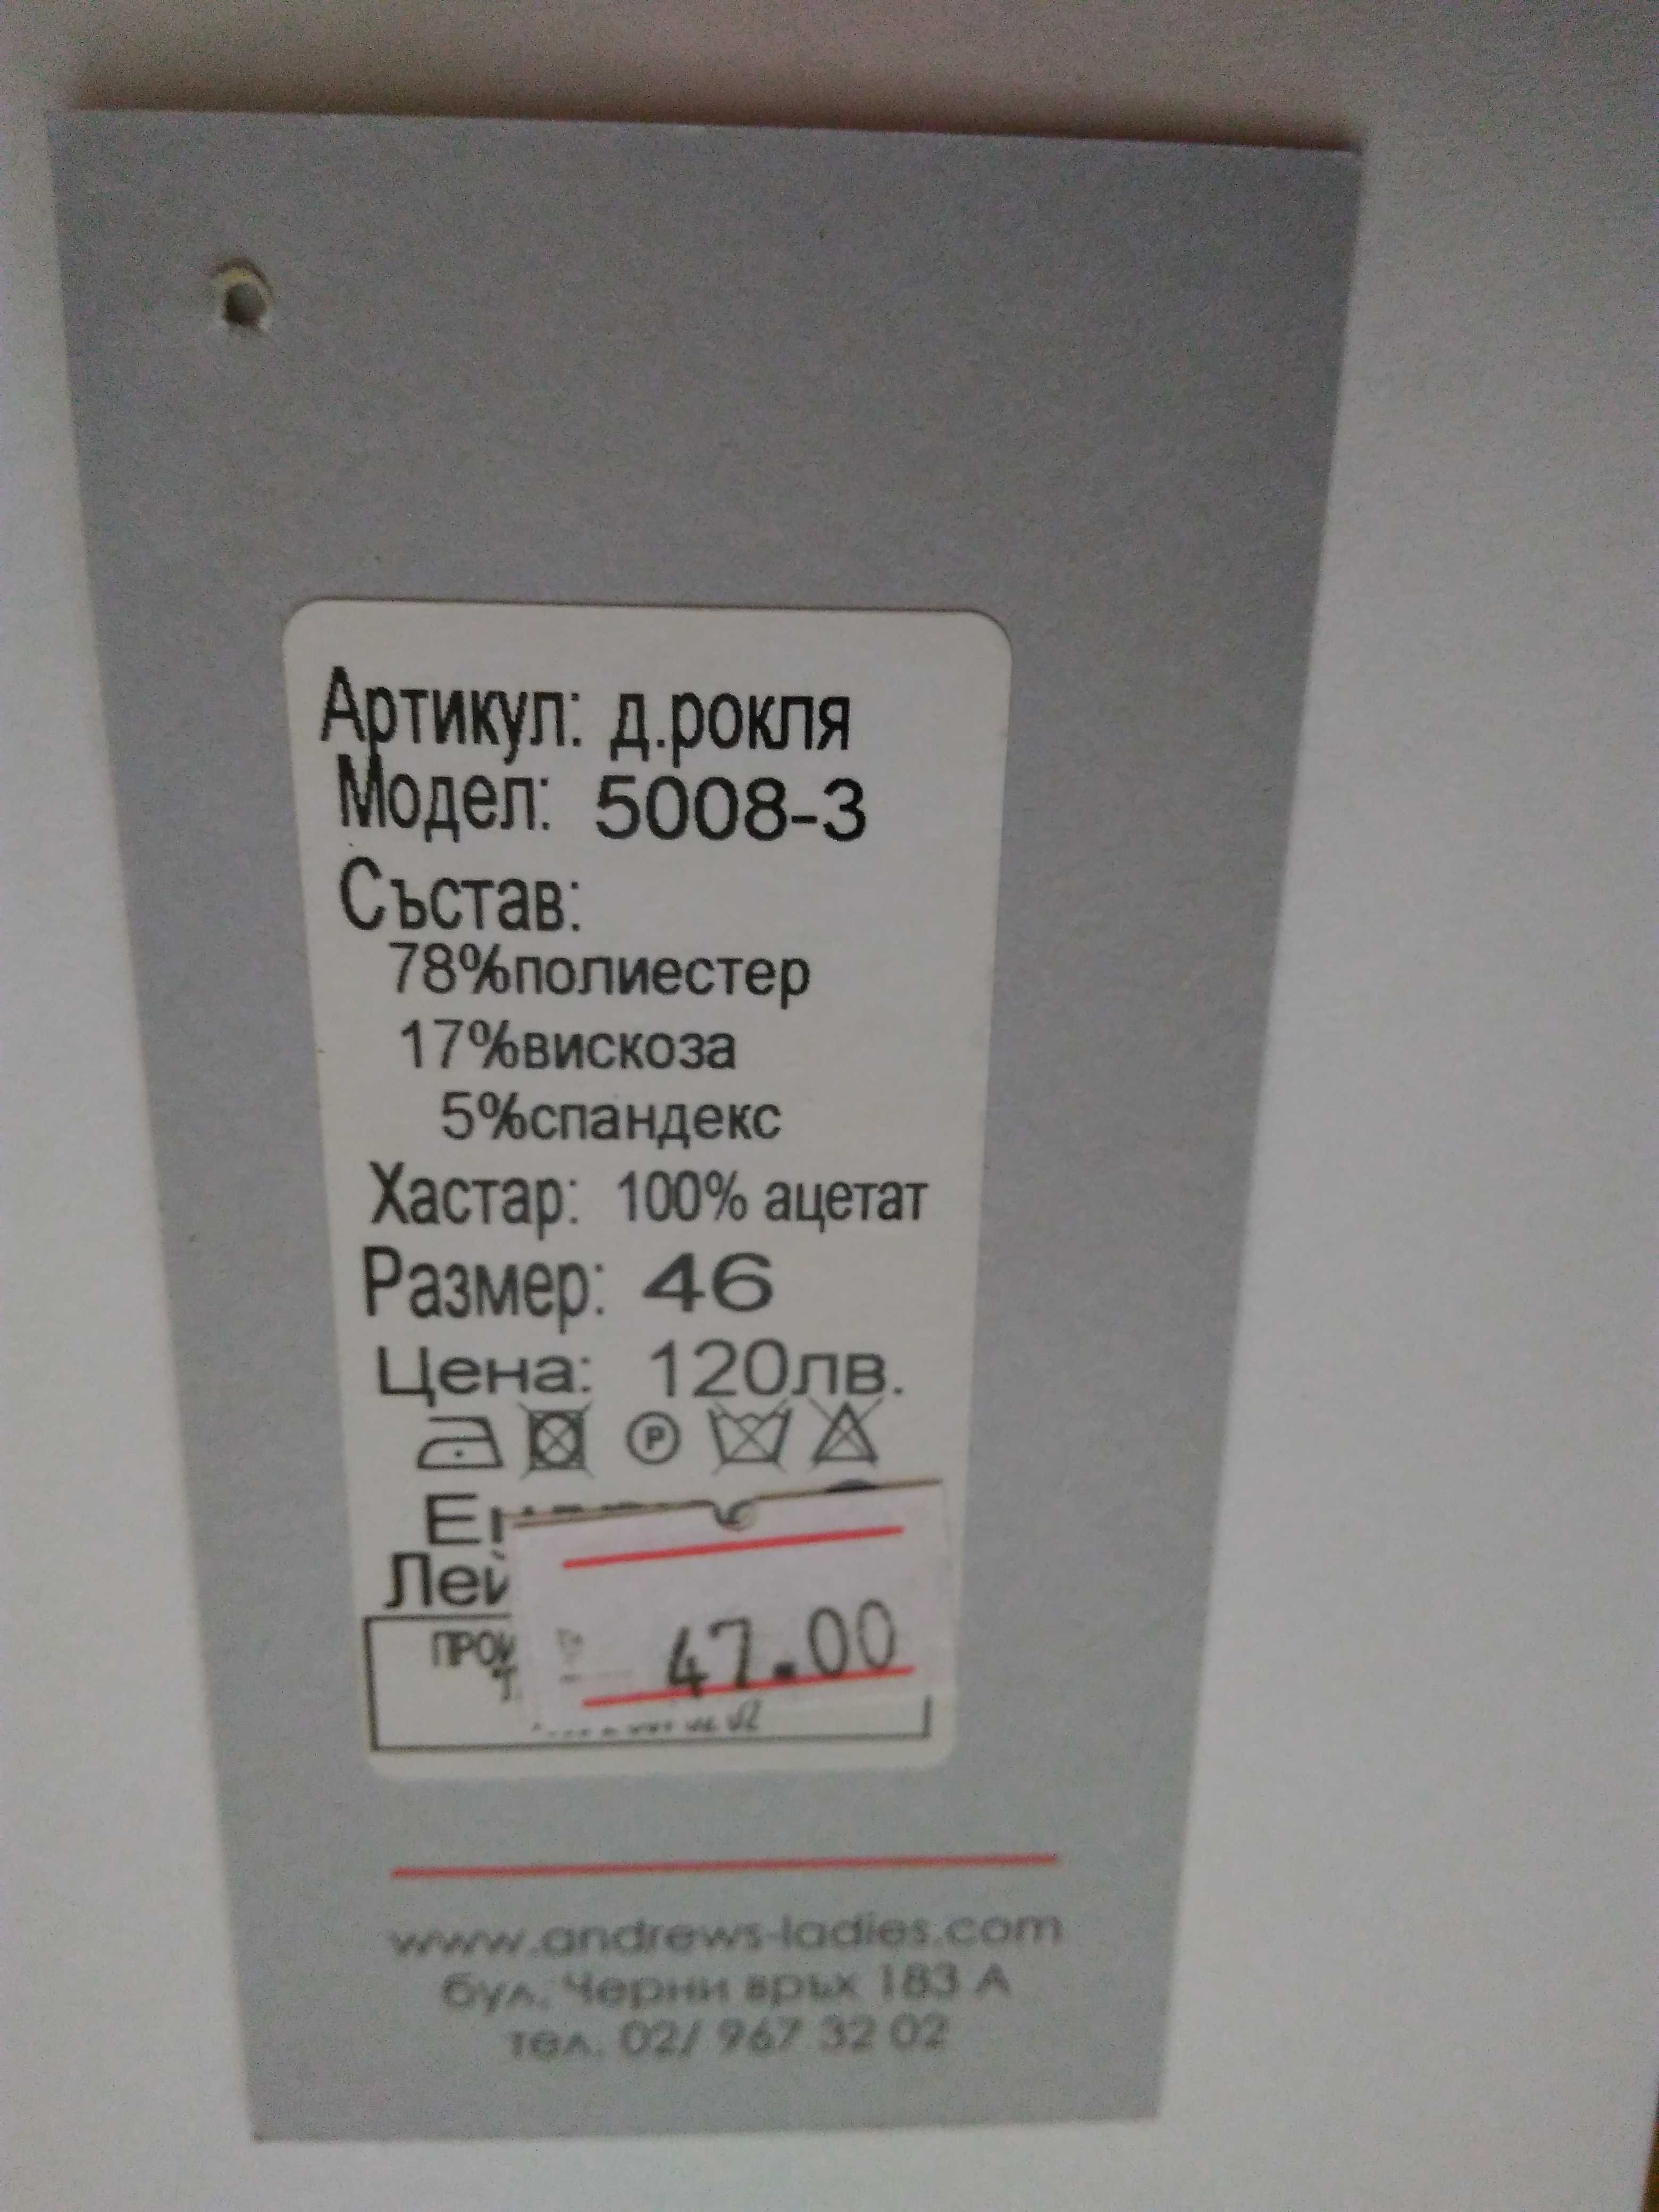 Артикул: д.рокля
Модел: 5008-3
Състав:
78%полиестер
17%вискоза
5%спандекс
Хастар: 100% ацетат
Размер: 46
Цена: 120лв.
P
47.00
www.andrews-ladies.com
бул. Черни връх 183 А
тел. 02/ 967 32 02